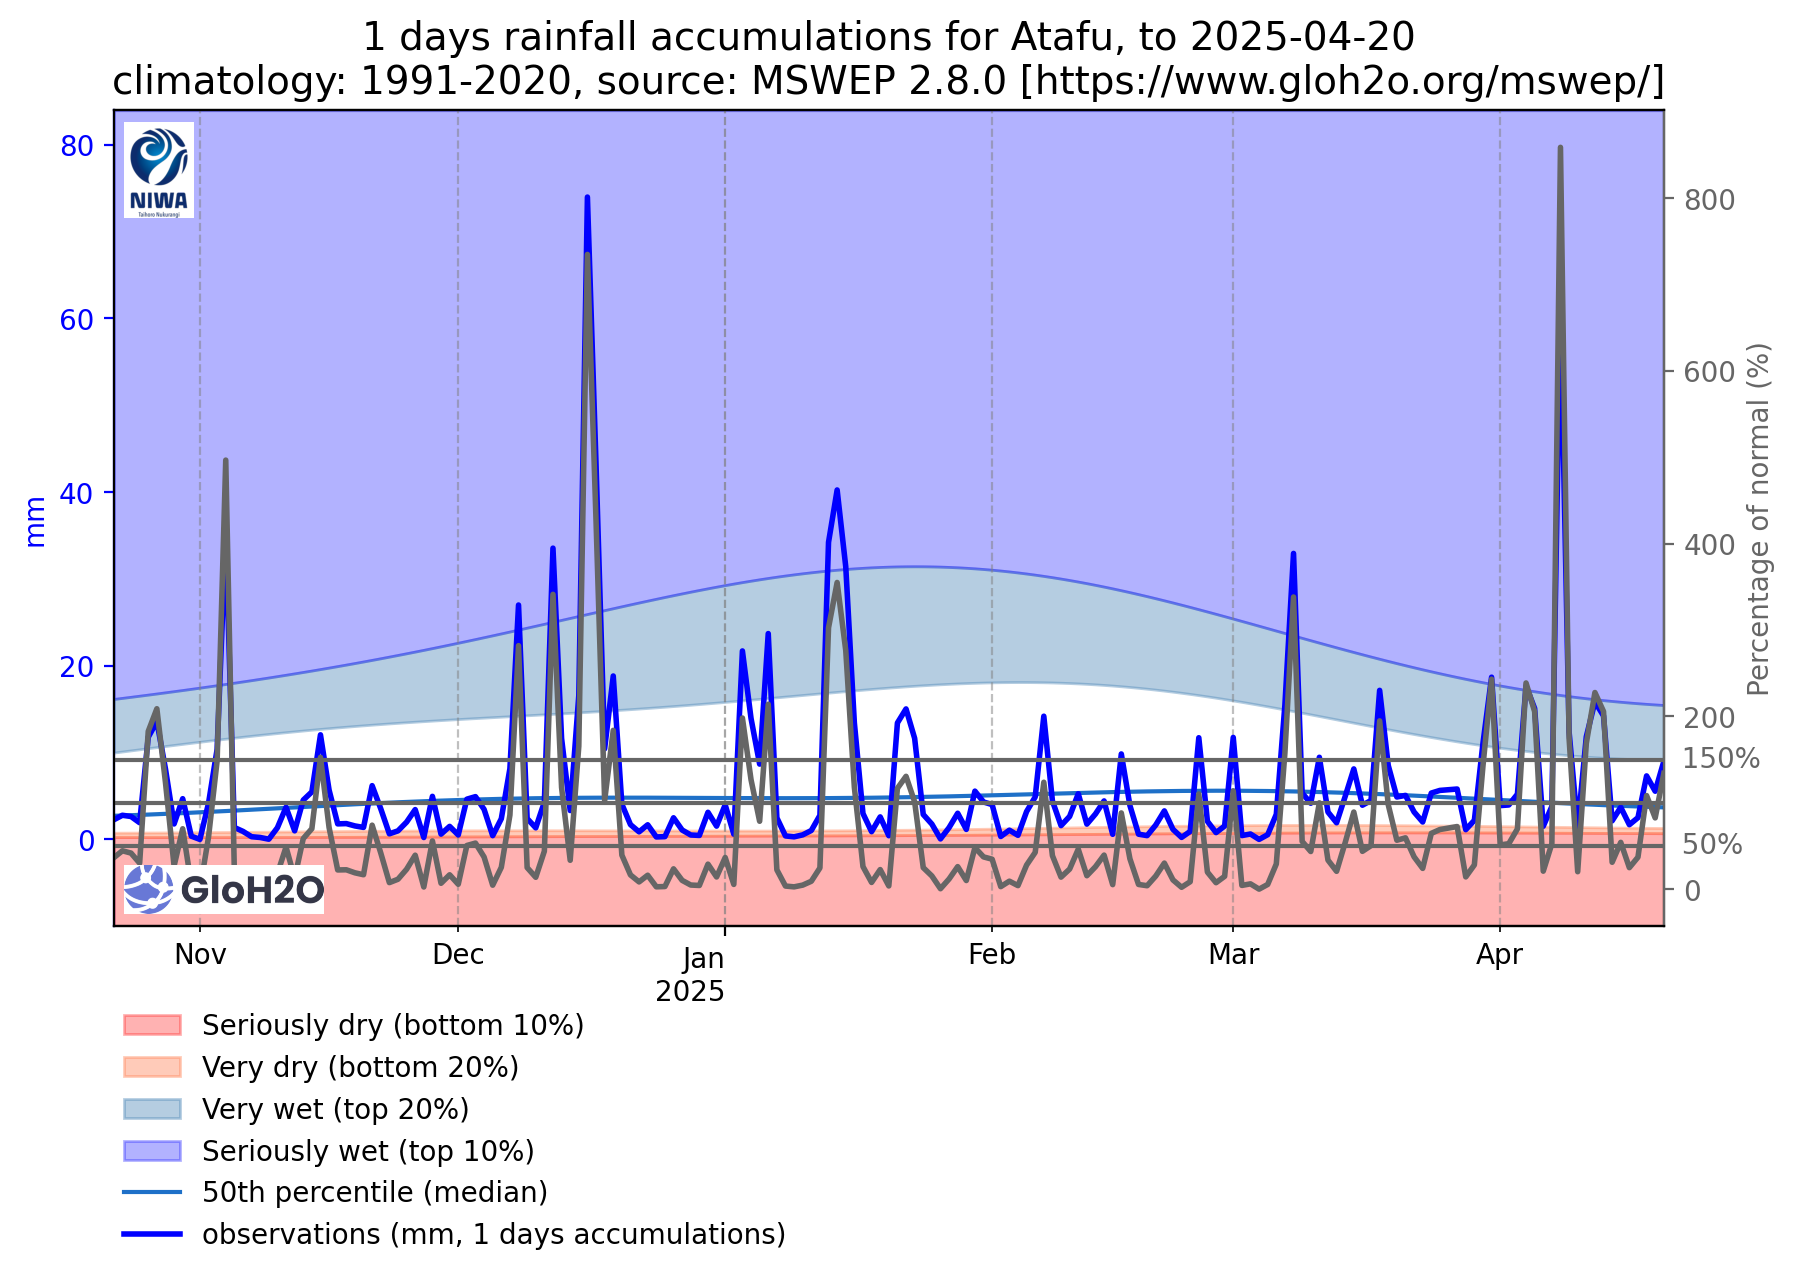 1 days rainfall accumulations for Atafu, to 2025-04-20
climatology: 1991-2020, source: MSWEP 2.8.0 [https://www.gloh2o.org/mswep/]
80
60
40
20
0
mm
NIWA
Taihoro Nukurangi
GloH2O
800
600
400
200
150%
50%
0
Percentage of normal (%)
Nov
Dec
Jan
2025
Feb
Mar
Apr
Seriously dry (bottom 10%)
Very dry (bottom 20%)
Very wet (top 20%)
Seriously wet (top 10%)
50th percentile (median)
observations (mm, 1 days accumulations)